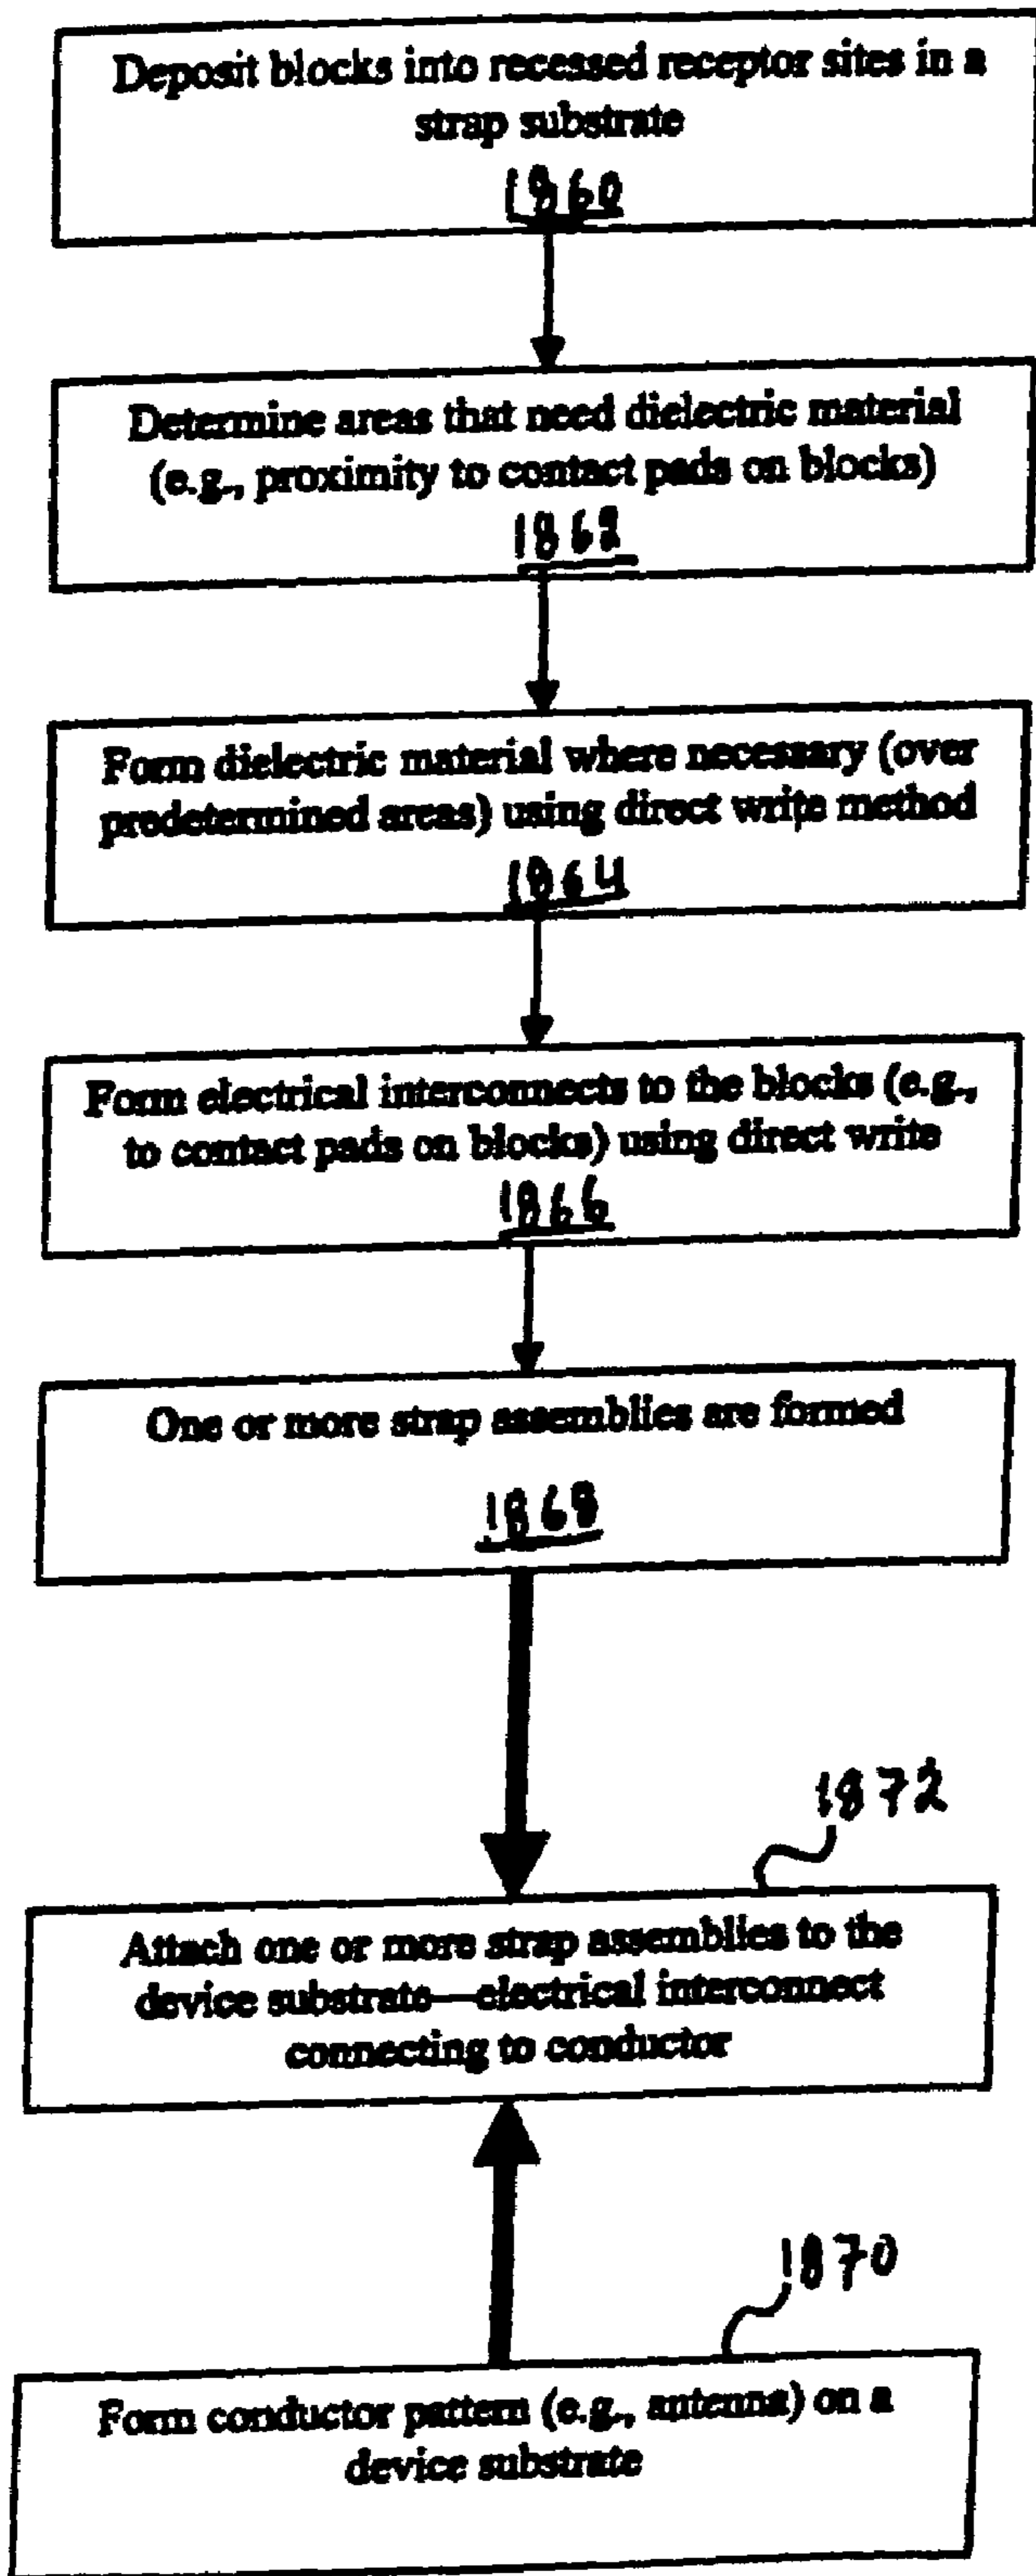 Deposit blocks into recessed receptor sites in a
strap substrate
1860
Determine areas that need dielectric material
(e.g., proximity to contact pads on blocks)
1862
Form dielectric material where necessary (over
predetermined areas) using direct write method
1864
Form electrical interconnects to the blocks (e.g.,
to contact pads on blocks) using direct write
1866
One or more strap assemblies are formed
1868
1872
Attach one or more strap assemblies to the
device substrate—electrical interconnect
connecting to conductor
1870
Form conductor pattern (e.g., antenna) on a
device substrate